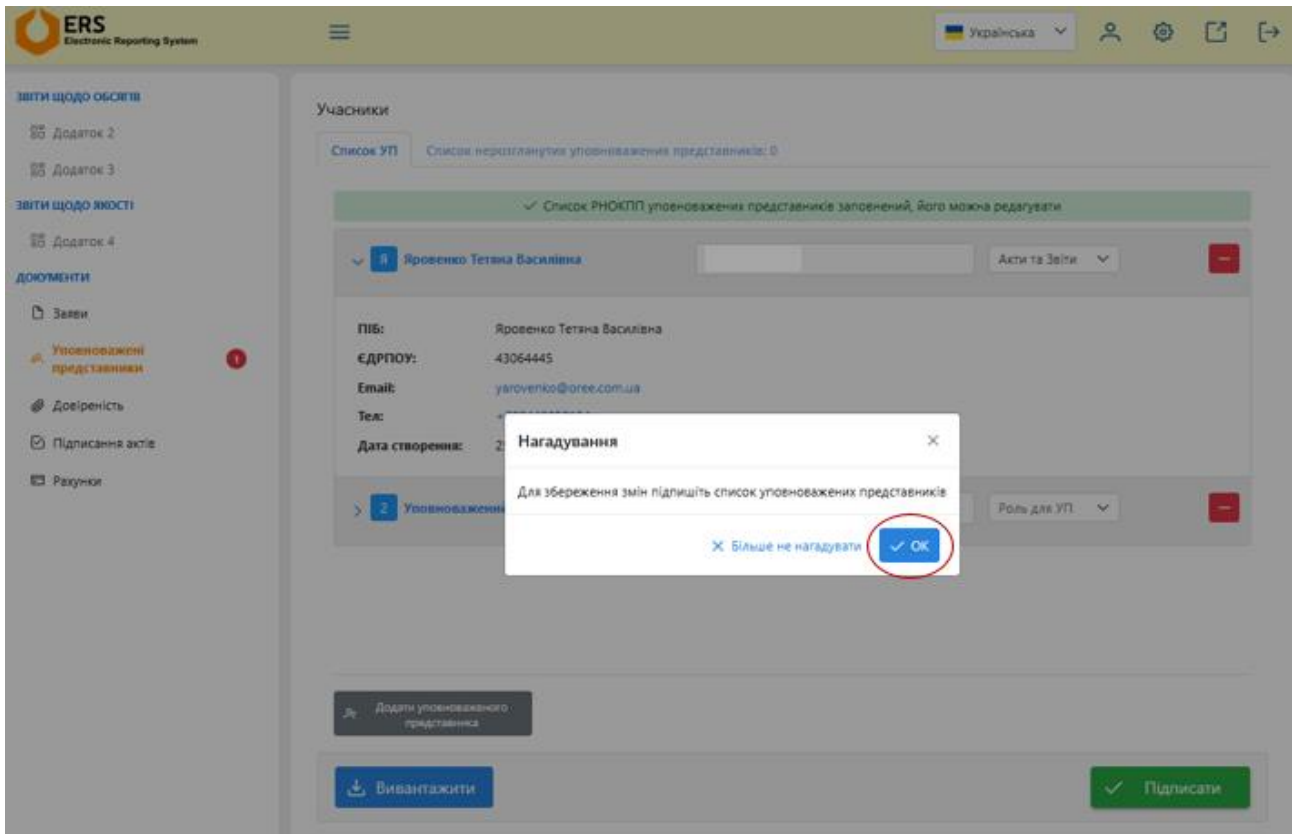 ERS
Electronic Reporting System
Українська
ЗВІТИ ЩОДО ОБСЯГІВ
Додаток 2
Додаток 3
ЗВІТИ ЩОДО ЯКОСТІ
Додаток 4
ДОКУМЕНТИ
Заяви
Уповноважені
представники
1
Довіреність
Підписання актів
Рахунки
Учасники
Список УП
Список нерозглянутих уповноважених представників: 0
Список РНОКПП уповноважених представників заповнений, його можна редагувати
Я Яровенко Тетяна Василівна
Акти та Звіти
ПІБ: Яровенко Тетяна Василівна
ЄДРПОУ: 43064445
Email: yarovenko@oree.com.ua
Тел:
Дата створення: 2
Нагадування
Для збереження змін підпишіть список уповноважених представників
Більше не нагадувати
OK
2
Роль для УП
Додати уповноваженого
представника
Вивантажити
Підписати